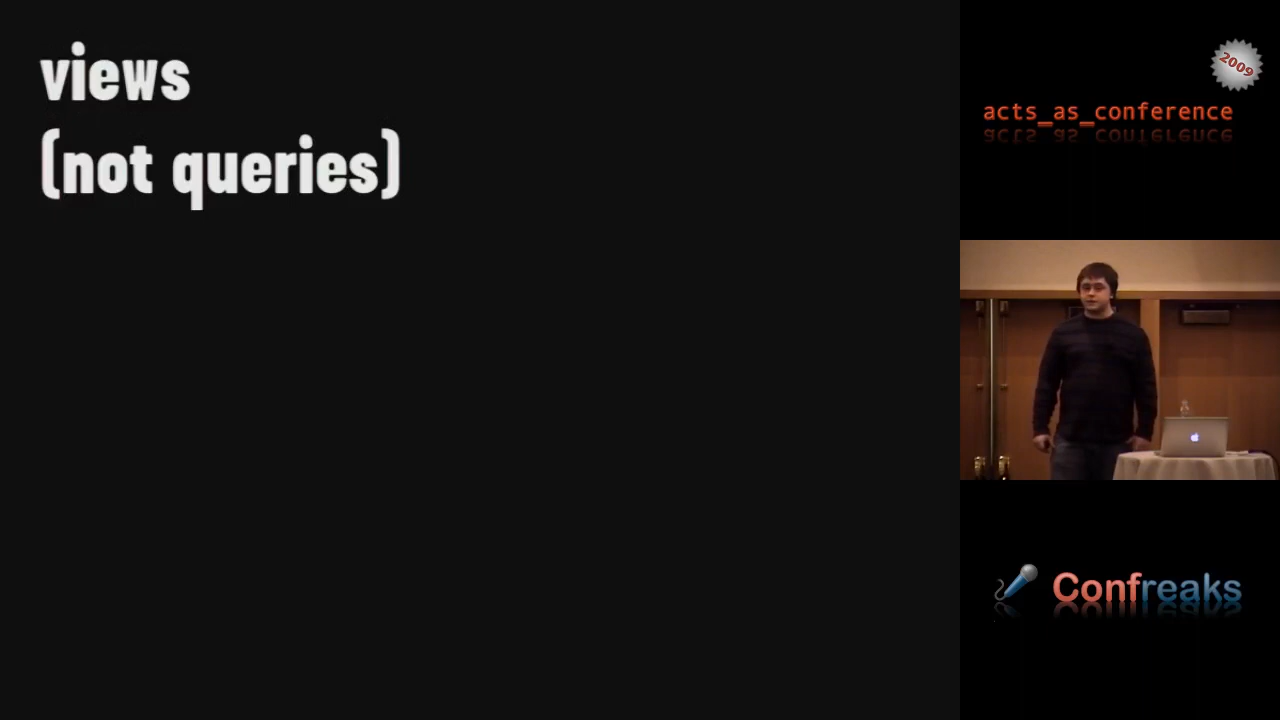 views
(not queries)
2009
acts_as_conference
Confreaks